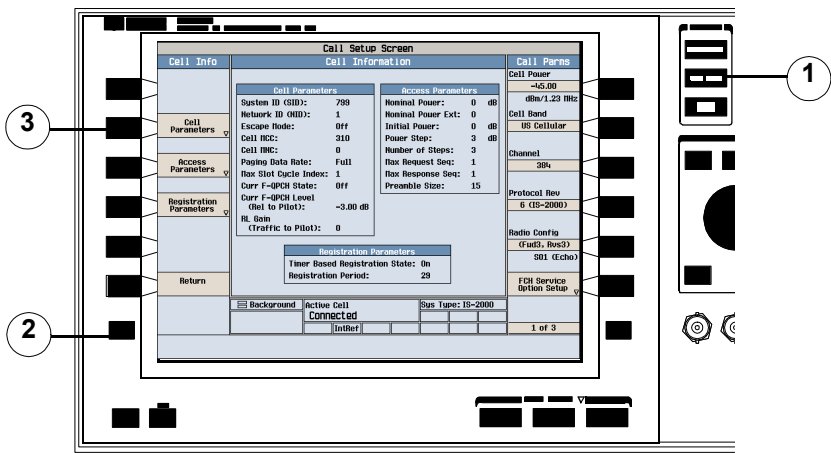 Call Setup Screen
Cell Info
Cell Information
Call Parms
Cell Parameters
System ID (SID): 799
Network ID (NID): 1
Escape Mode: Off
Cell MCC: 310
Cell MNC: 0
Paging Data Rate: Full
Max Slot Cycle Index: 1
Curr F-QPCH State: Off
Curr F-QPCH Level
(Rel to Pilot): -3.00 dB
RL Gain
(Traffic to Pilot): 0
Access Parameters
Nominal Power: 0 dB
Nominal Power Ext: 0
Initial Power: 0 dB
Power Step: 3 dB
Number of Steps: 3
Max Request Seq: 1
Max Response Seq: 1
Preamble Size: 15
Registration Parameters
Timer Based Registration State: On
Registration Period: 29
Cell
Parameters
Access
Parameters
Registration
Parameters
Return
Cell Power
-45.00
dBm/1.23 MHz
Cell Band
US Cellular
Channel
384
Protocol Rev
6 (IS-2000)
Radio Config
(Fwd3, Rvs3)
SO1 (Echo)
FCH Service
Option Setup
1 of 3
Background
Active Cell
Sys Type: IS-2000
Connected
IntRef
1
2
3